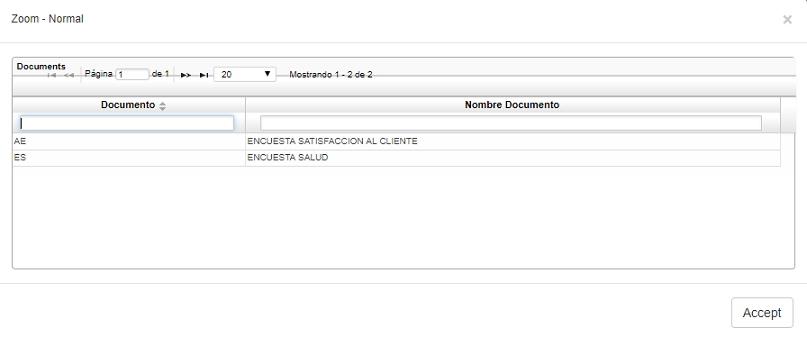 Zoom - Normal ×
Documents
Página 1 de 1 20 Mostrando 1 - 2 de 2
Documento Nombre Documento
AE ENCUESTA SATISFACCION AL CLIENTE
ES ENCUESTA SALUD
Accept